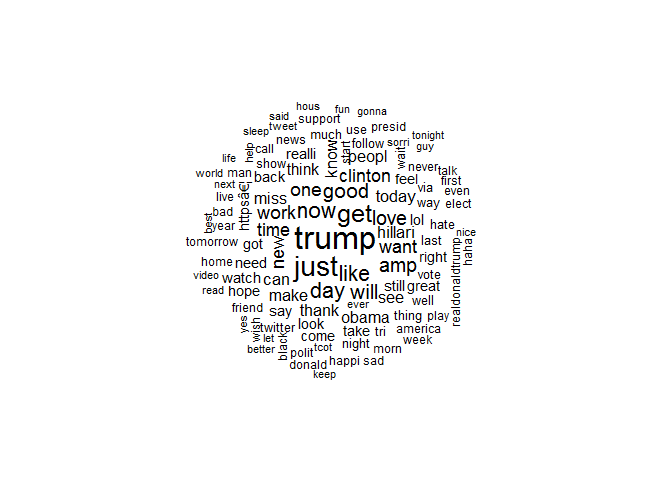 hous fun gonna
said support
sleep tweet much use presid tonight
help call news realli know start follow sorri guy
life show think peopl wait never talk
world man back clinton feel first
next httpsâ€¦ miss one good today via even
live work now get love lol way elect
best bad time trump hillari hate nice
year new want last haha
tomorrow got just like amp right realdonaldtrump
home need can day will still great vote
video watch make see well
read hope say thank ever obama thing play
friend twitter look take tri america
yes wish let come night week
better black polit tcot morn
donald happi sad
keep